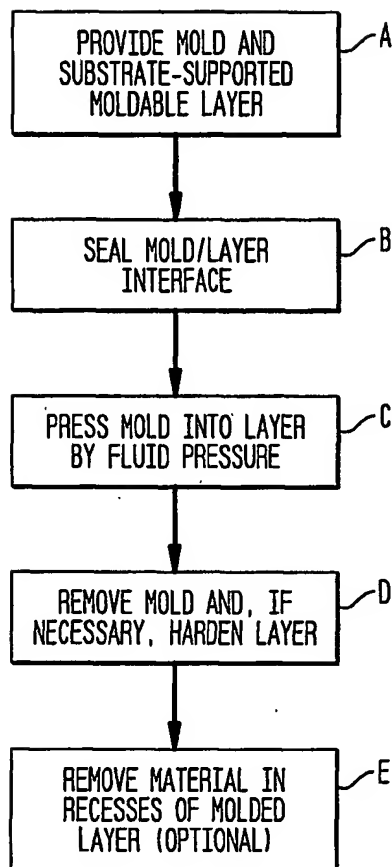 PROVIDE MOLD AND
SUBSTRATE-SUPPORTED
MOLDABLE LAYER
A
SEAL MOLD/LAYER
INTERFACE
B
PRESS MOLD INTO LAYER
BY FLUID PRESSURE
C
REMOVE MOLD AND, IF
NECESSARY, HARDEN LAYER
D
REMOVE MATERIAL IN
RECESSES OF MOLDED
LAYER (OPTIONAL)
E